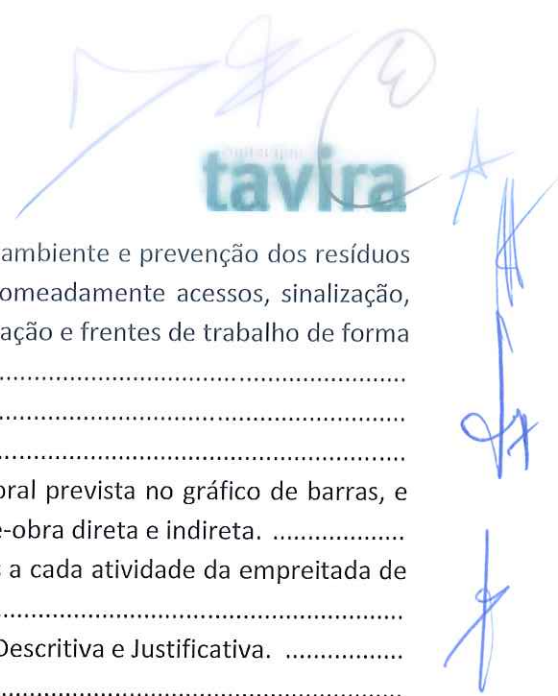 município
tavira
ambiente e prevenção dos resíduos
omeadamente acessos, sinalização,
ação e frentes de trabalho de forma
................................................................
................................................................
................................................................
oral prevista no gráfico de barras, e
e-obra direta e indireta. ...................
s a cada atividade da empreitada de
................................................................
Descritiva e Justificativa. .................
................................................................